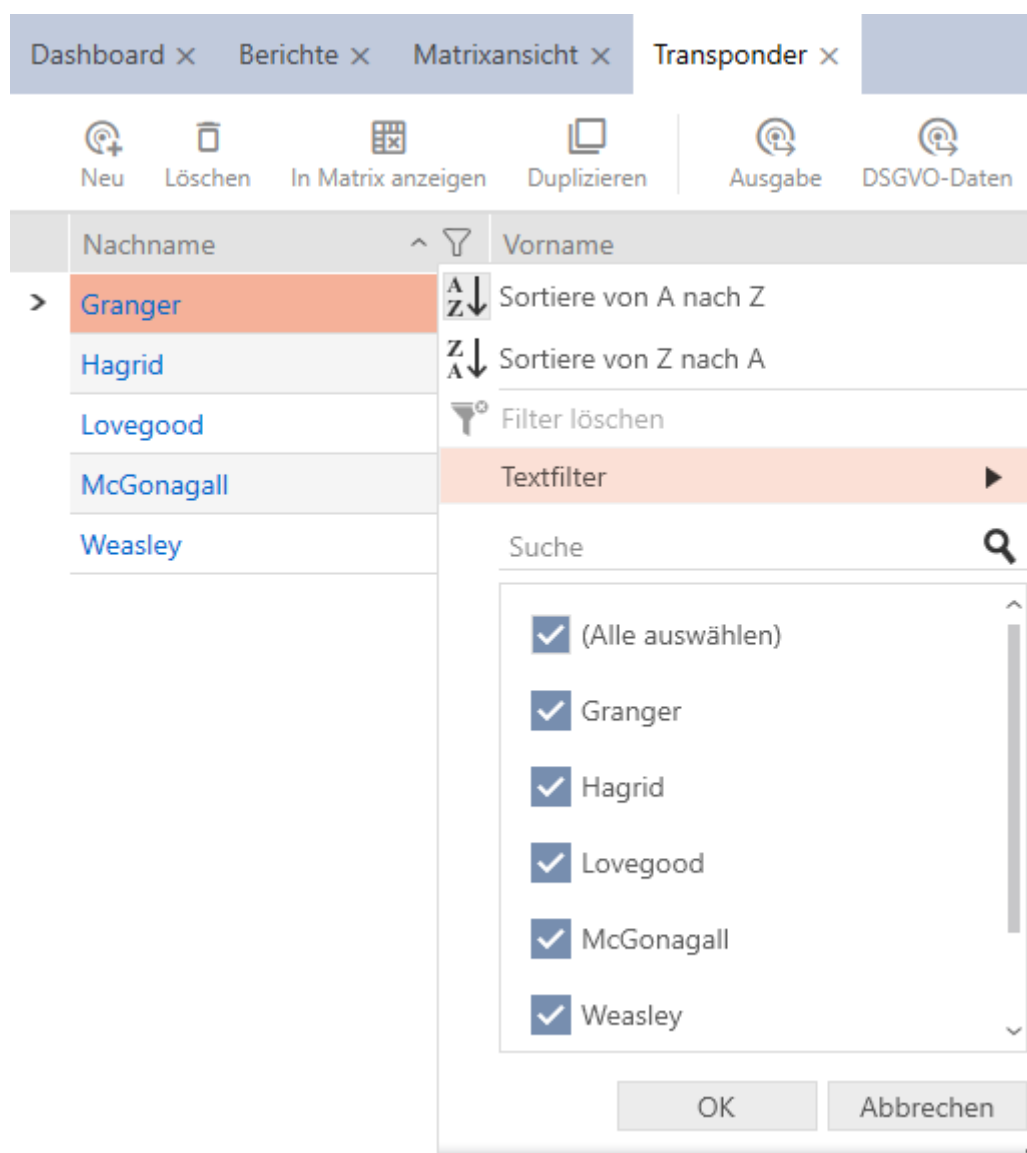 Dashboard Berichte Matrixansicht Transponder
Neu Löschen In Matrix anzeigen Duplizieren Ausgabe DSGVO-Daten
Nachname Vorname
Granger
Hagrid
Lovegood
McGonagall
Weasley
Sortiere von A nach Z
Sortiere von Z nach A
Filter löschen
Textfilter
Suche
(Alle auswählen)
Granger
Hagrid
Lovegood
McGonagall
Weasley
OK Abbrechen